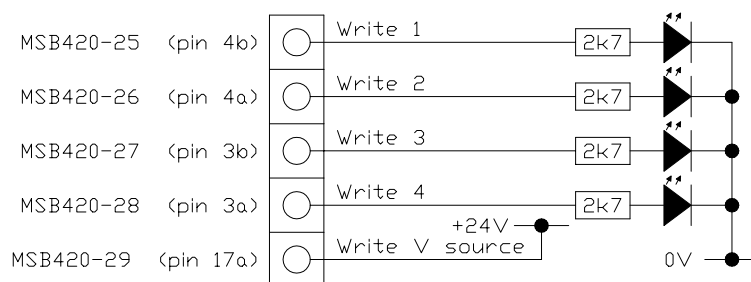 MSB420-25 (pin 4b) Write 1 2k7
MSB420-26 (pin 4a) Write 2 2k7
MSB420-27 (pin 3b) Write 3 2k7
MSB420-28 (pin 3a) Write 4 2k7
+24V
MSB420-29 (pin 17a) Write V source 0V